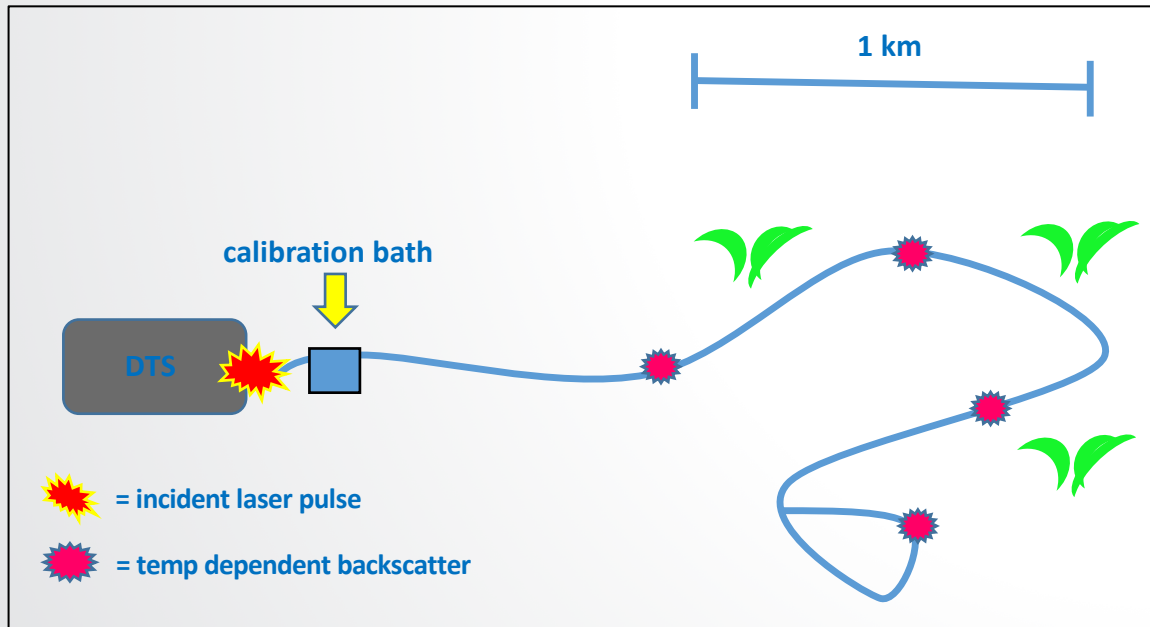 1 km
calibration bath
DTS
= incident laser pulse
= temp dependent backscatter